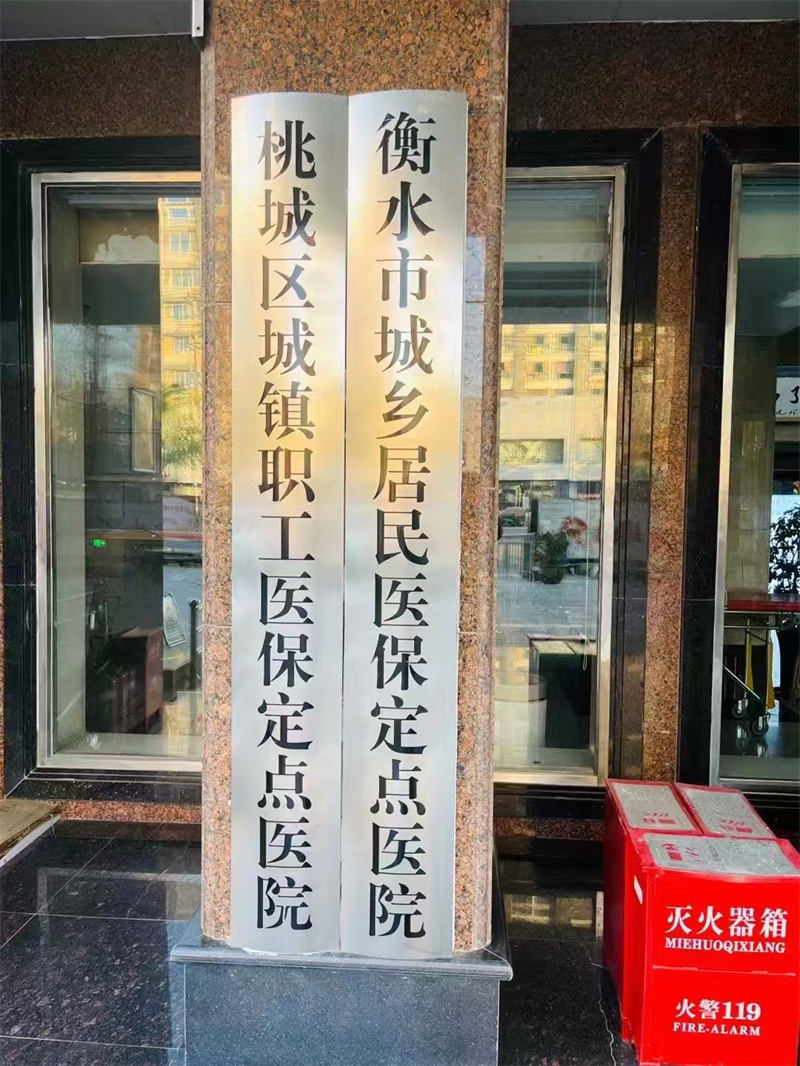 衡水市城乡居民医保定点医院
桃城区城镇职工医保定点医院
灭火器箱
MIEHUOQIXIANG
火警119
FIRE-ALARM